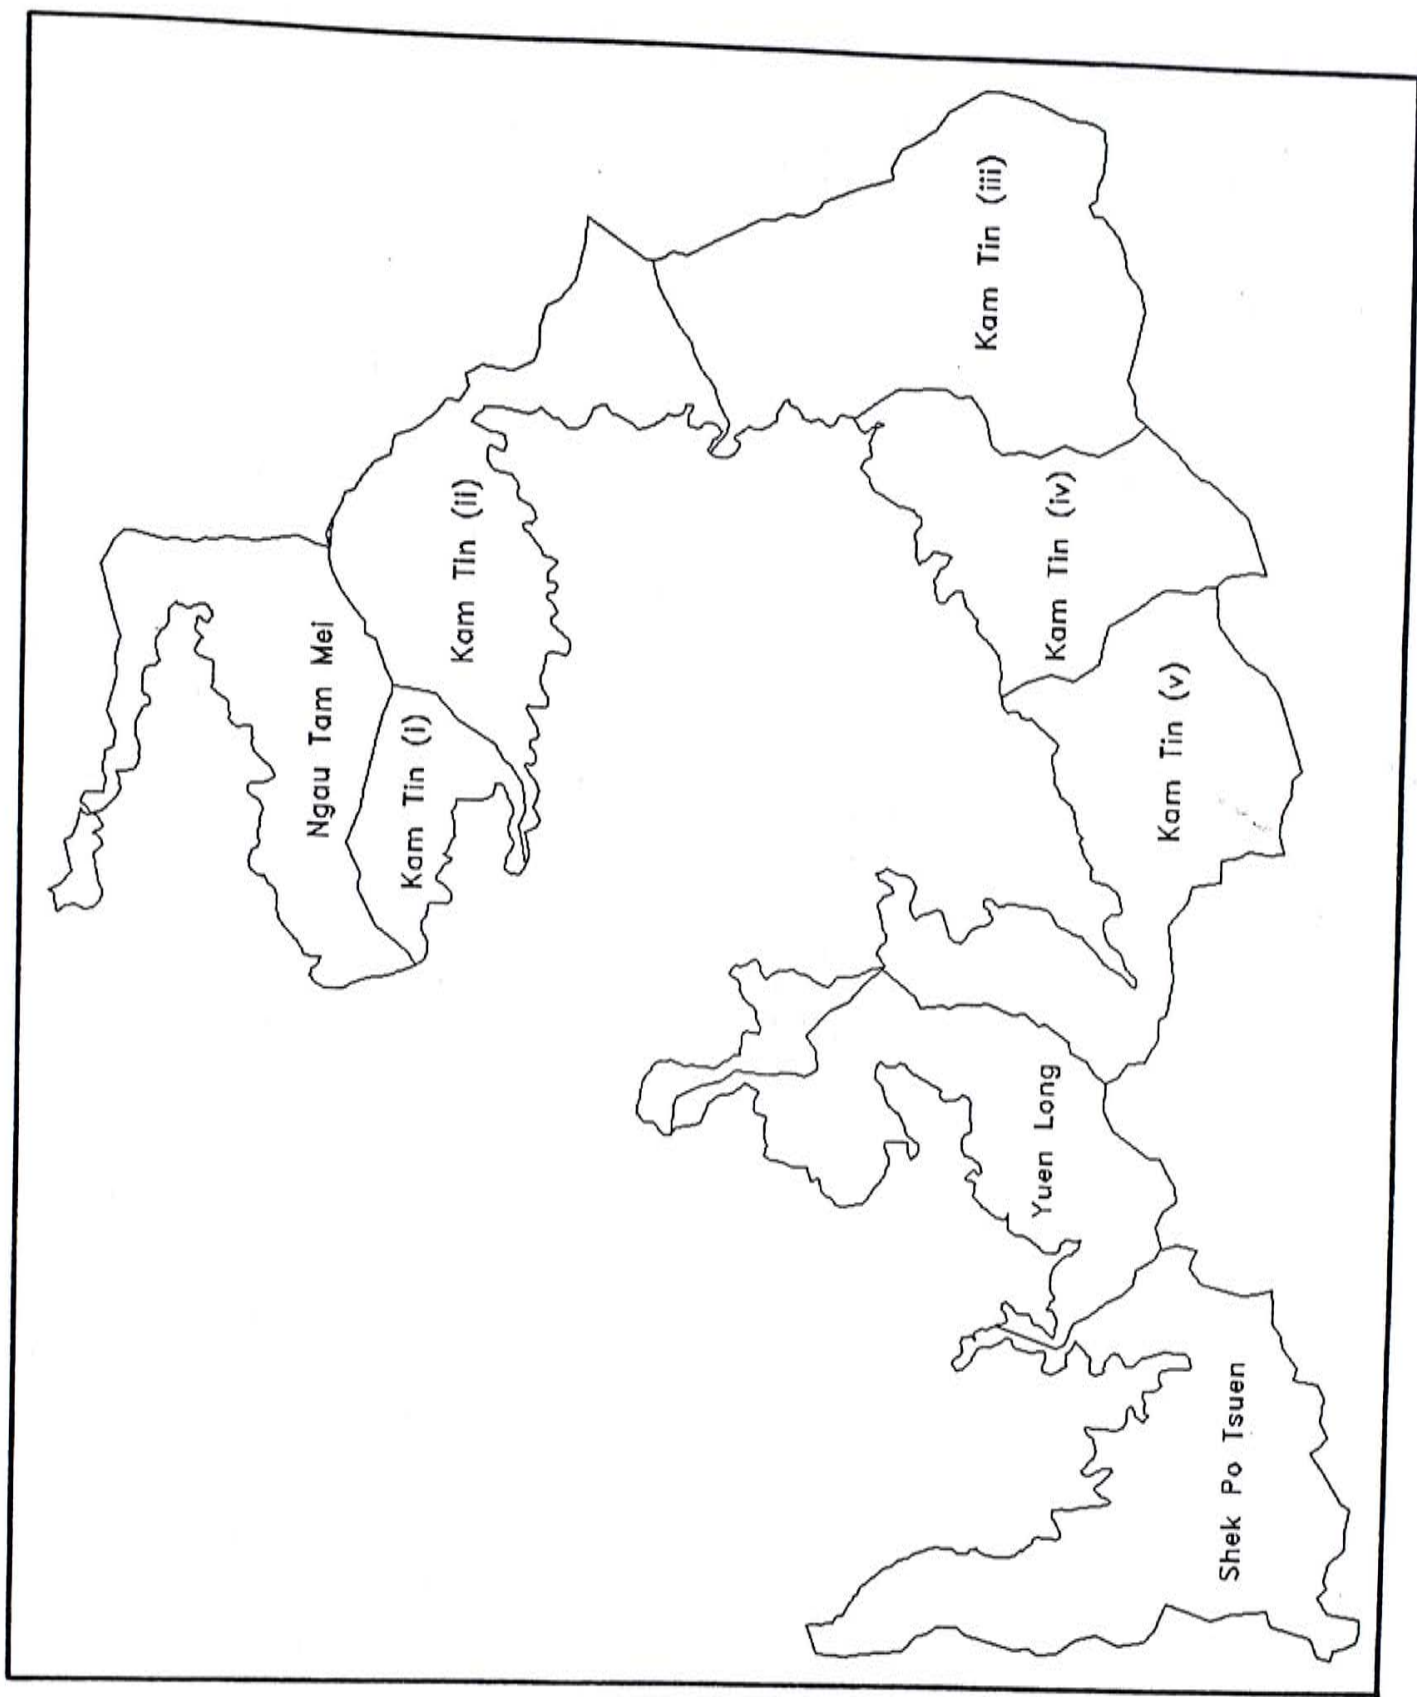 Ngau Tam Mei
Kam Tin (i)
Kam Tin (ii)
Kam Tin (iii)
Kam Tin (iv)
Kam Tin (v)
Yuen Long
Shek Po Tsuen